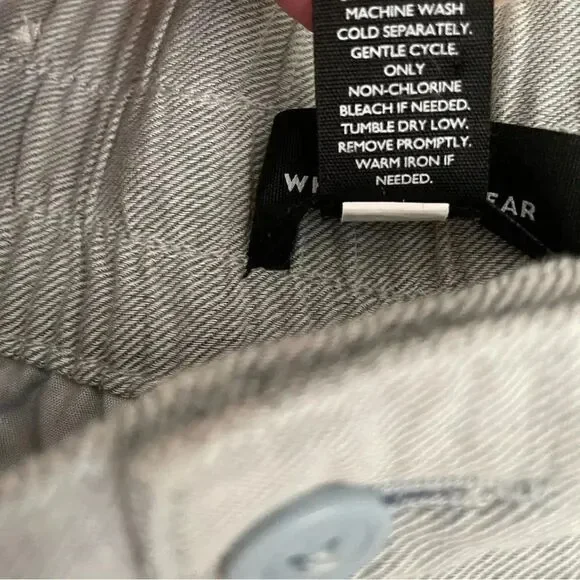 MACHINE WASH
COLD SEPARATELY.
GENTLE CYCLE.
ONLY
NON-CHLORINE
BLEACH IF NEEDED.
TUMBLE DRY LOW.
REMOVE PROMPTLY.
WARM IRON IF
NEEDED.